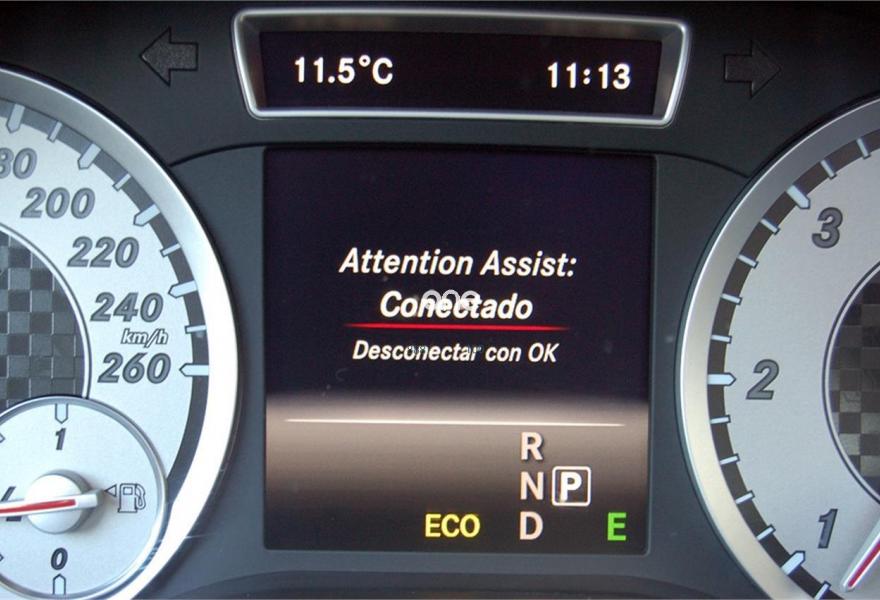 11.5°C 11:13
Attention Assist:
Conectado
Desconectar con OK
R
N P
ECO D E
200
220
240
km/h
260
1
0
3
2
1